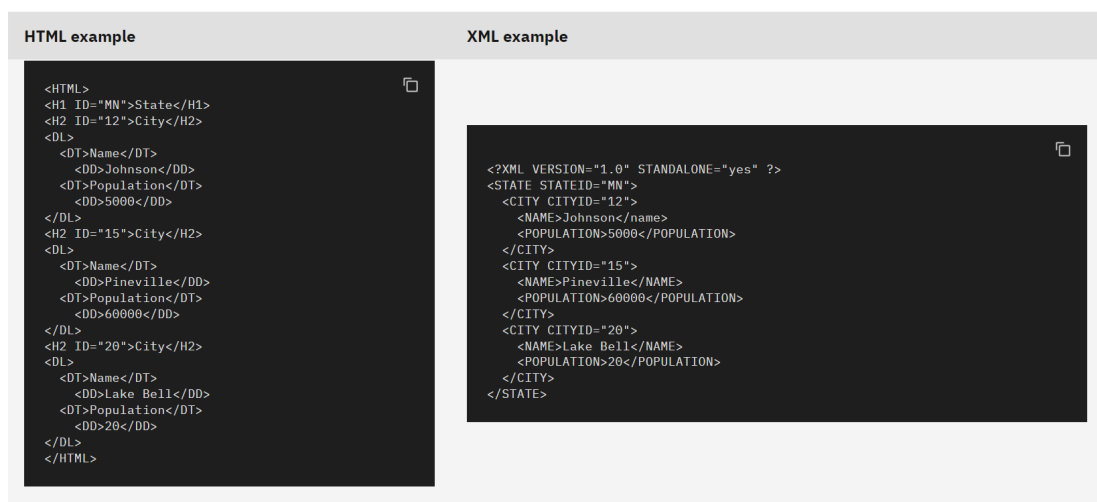 HTML example
XML example
<HTML>
<H1 ID="MN">State</H1>
<H2 ID="12">City</H2>
<DL>
  <DT>Name</DT>
    <DD>Johnson</DD>
  <DT>Population</DT>
    <DD>5000</DD>
</DL>
<H2 ID="15">City</H2>
<DL>
  <DT>Name</DT>
    <DD>Pineville</DD>
  <DT>Population</DT>
    <DD>60000</DD>
</DL>
<H2 ID="20">City</H2>
<DL>
  <DT>Name</DT>
    <DD>Lake Bell</DD>
  <DT>Population</DT>
    <DD>20</DD>
</DL>
</HTML>
<?XML VERSION="1.0" STANDALONE="yes" ?>
<STATE STATEID="MN">
  <CITY CITYID="12">
    <NAME>Johnson</name>
    <POPULATION>5000</POPULATION>
  </CITY>
  <CITY CITYID="15">
    <NAME>Pineville</NAME>
    <POPULATION>60000</POPULATION>
  </CITY>
  <CITY CITYID="20">
    <NAME>Lake Bell</NAME>
    <POPULATION>20</POPULATION>
  </CITY>
</STATE>